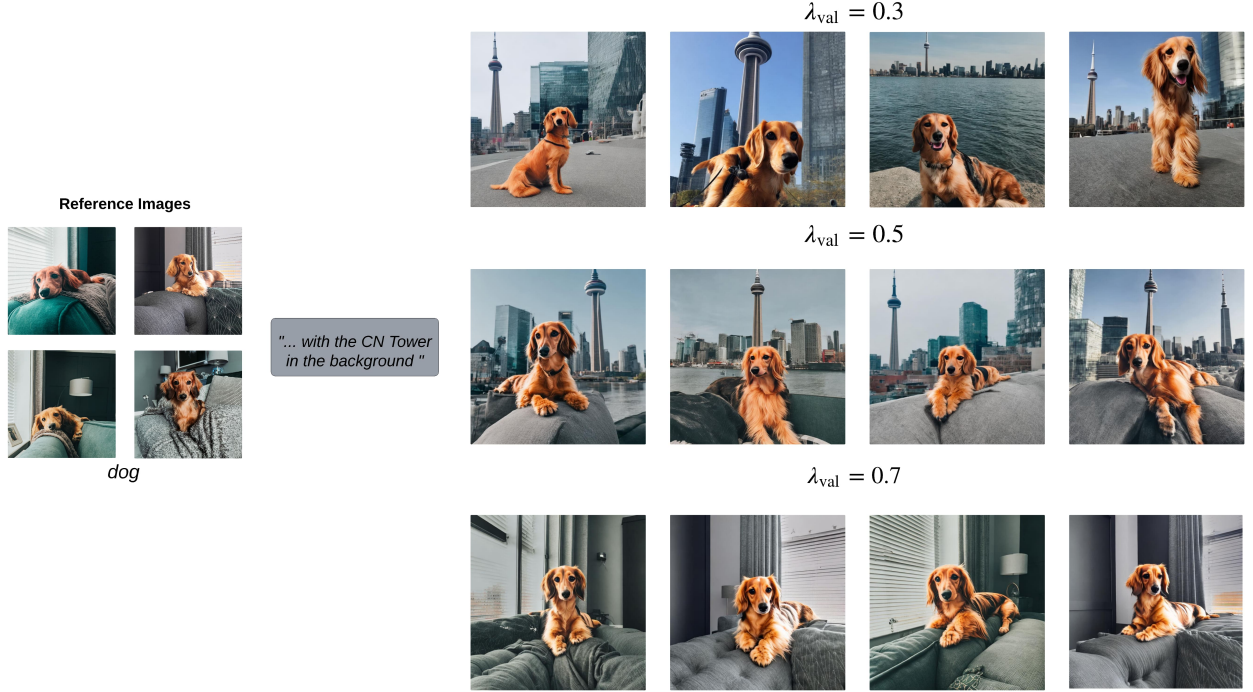 λval = 0.3
λval = 0.5
Reference Images
"... with the CN Tower
in the background "
dog
λval = 0.7